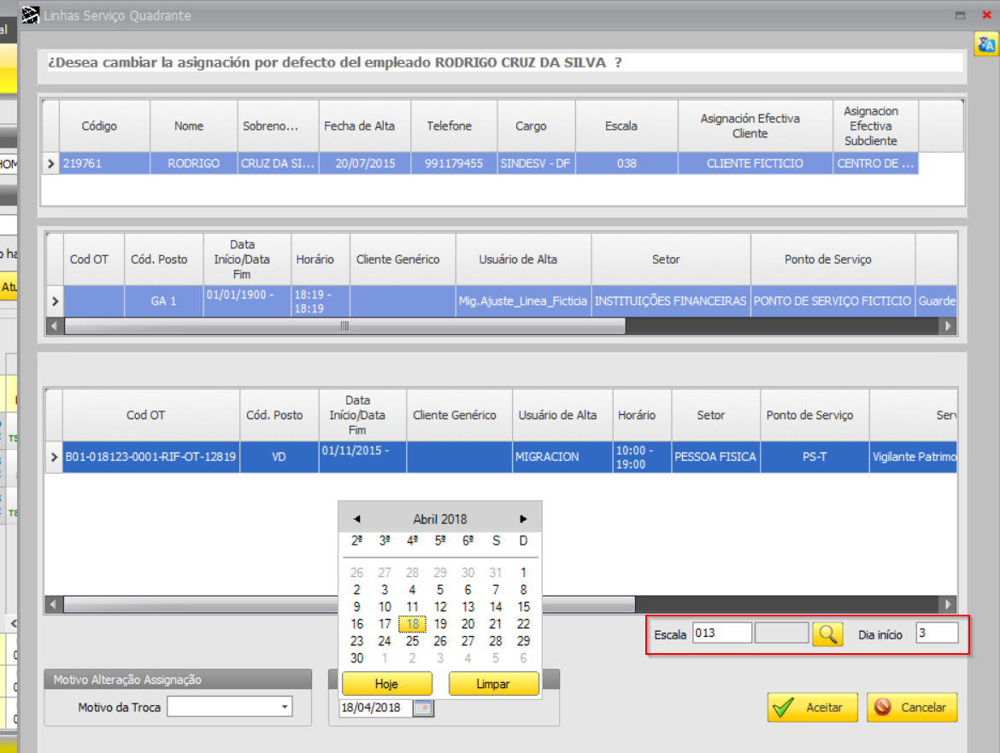 Linhas Serviço Quadrante
¿Desea cambiar la asignación por defecto del empleado RODRIGO CRUZ DA SILVA ?
Código Nome Sobreno... Fecha de Alta Telefone Cargo Escala Asignación Efectiva Cliente Asignacion Efectiva Subcliente
219761 RODRIGO CRUZ DA SI... 20/07/2015 991179455 SINDESV - DF 038 CLIENTE FICTICIO CENTRO DE ...
Cod OT Cód. Posto Data Início/Data Fim Horário Cliente Genérico Usuário de Alta Setor Ponto de Serviço
GA 1 01/01/1900 - 18:19 - 18:19 Mig.Ajuste_Linea_Ficticia INSTITUIÇÕES FINANCEIRAS PONTO DE SERVIÇO FICTICIO Guarde
Cod OT Cód. Posto Data Início/Data Fim Cliente Genérico Usuário de Alta Horário Setor Ponto de Serviço Serv
B01-018123-0001-RIF-OT-12819 VD 01/11/2015 - MIGRACION 10:00 - 19:00 PESSOA FISICA PS-T Vigilante Patrimo
Abril 2018
2ª 3ª 4ª 5ª 6ª S D
26 27 28 29 30 31 1
2 3 4 5 6 7 8
9 10 11 12 13 14 15
16 17 18 19 20 21 22
23 24 25 26 27 28 29
30 1 2 3 4 5 6
Hoje Limpar
Escala 013 Dia início 3
Motivo Alteração Assignação
Motivo da Troca
18/04/2018
Aceitar Cancelar